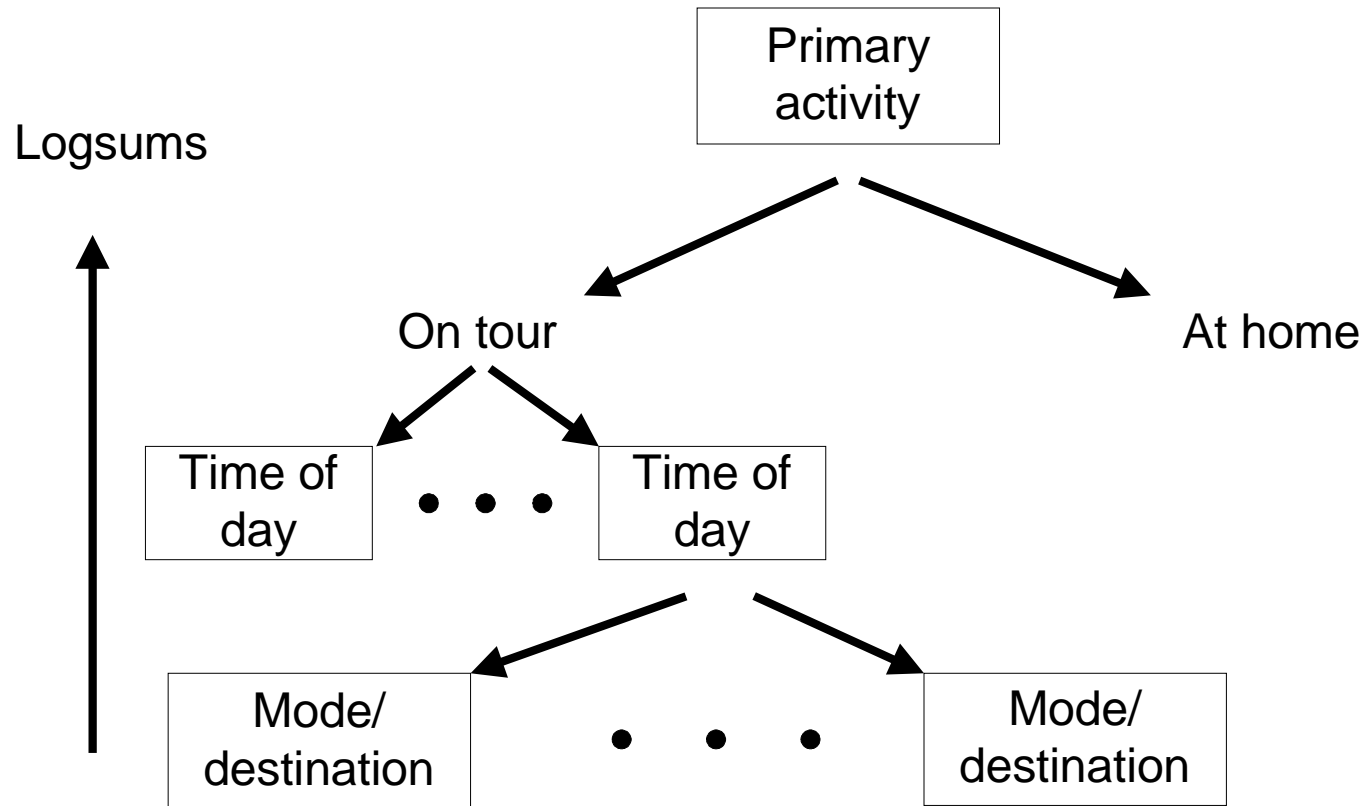 Primary
activity
Logsums
On tour
At home
Time of
day
Time of
day
Mode/
destination
Mode/
destination